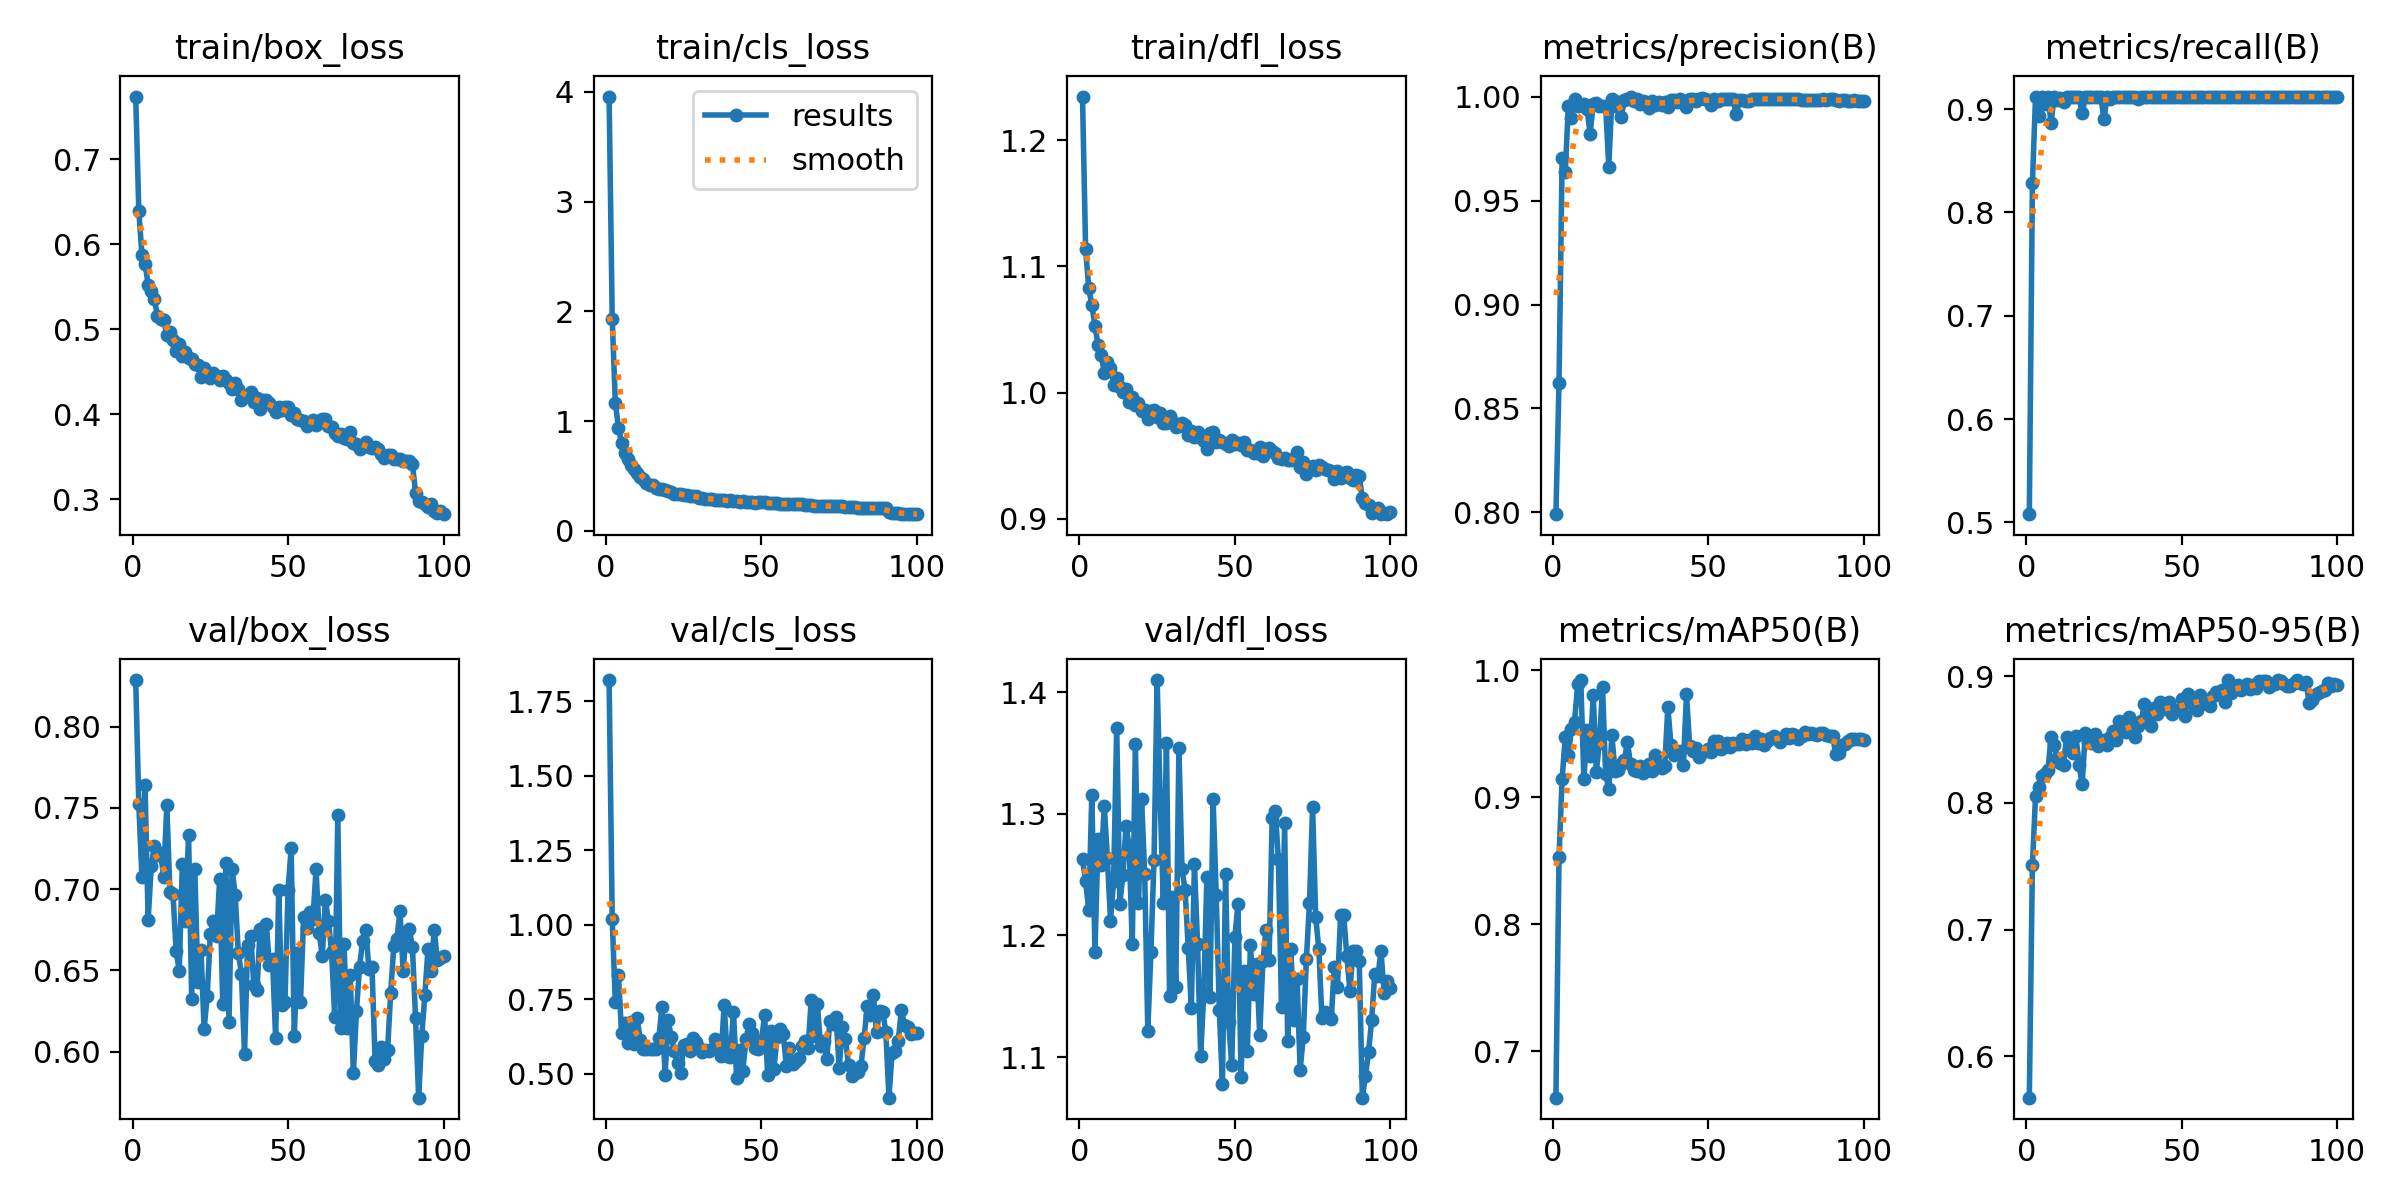 train/box_loss
0.7
0.6
0.5
0.4
0.3
0 50 100
train/cls_loss
4
3
2
1
0
results
smooth
0 50 100
train/dfl_loss
1.2
1.1
1.0
0.9
0 50 100
metrics/precision(B)
1.00
0.95
0.90
0.85
0.80
0 50 100
metrics/recall(B)
0.9
0.8
0.7
0.6
0.5
0 50 100
val/box_loss
0.80
0.75
0.70
0.65
0.60
0 50 100
val/cls_loss
1.75
1.50
1.25
1.00
0.75
0.50
0 50 100
val/dfl_loss
1.4
1.3
1.2
1.1
0 50 100
metrics/mAP50(B)
1.0
0.9
0.8
0.7
0 50 100
metrics/mAP50-95(B)
0.9
0.8
0.7
0.6
0 50 100